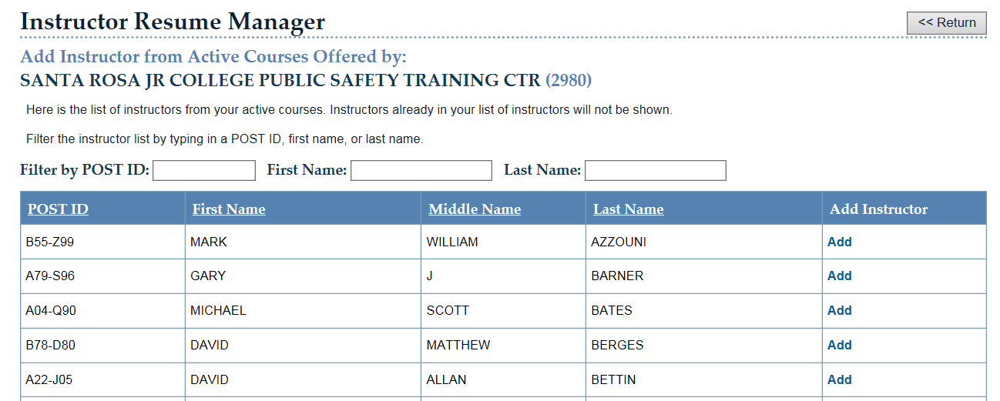 Instructor Resume Manager
<< Return
Add Instructor from Active Courses Offered by:
SANTA ROSA JR COLLEGE PUBLIC SAFETY TRAINING CTR (2980)
Here is the list of instructors from your active courses. Instructors already in your list of instructors will not be shown.
Filter the instructor list by typing in a POST ID, first name, or last name.
Filter by POST ID: First Name: Last Name:
POST ID First Name Middle Name Last Name Add Instructor
B55-Z99 MARK WILLIAM AZZOUNI Add
A79-S96 GARY J BARNER Add
A04-Q90 MICHAEL SCOTT BATES Add
B78-D80 DAVID MATTHEW BERGES Add
A22-J05 DAVID ALLAN BETTIN Add